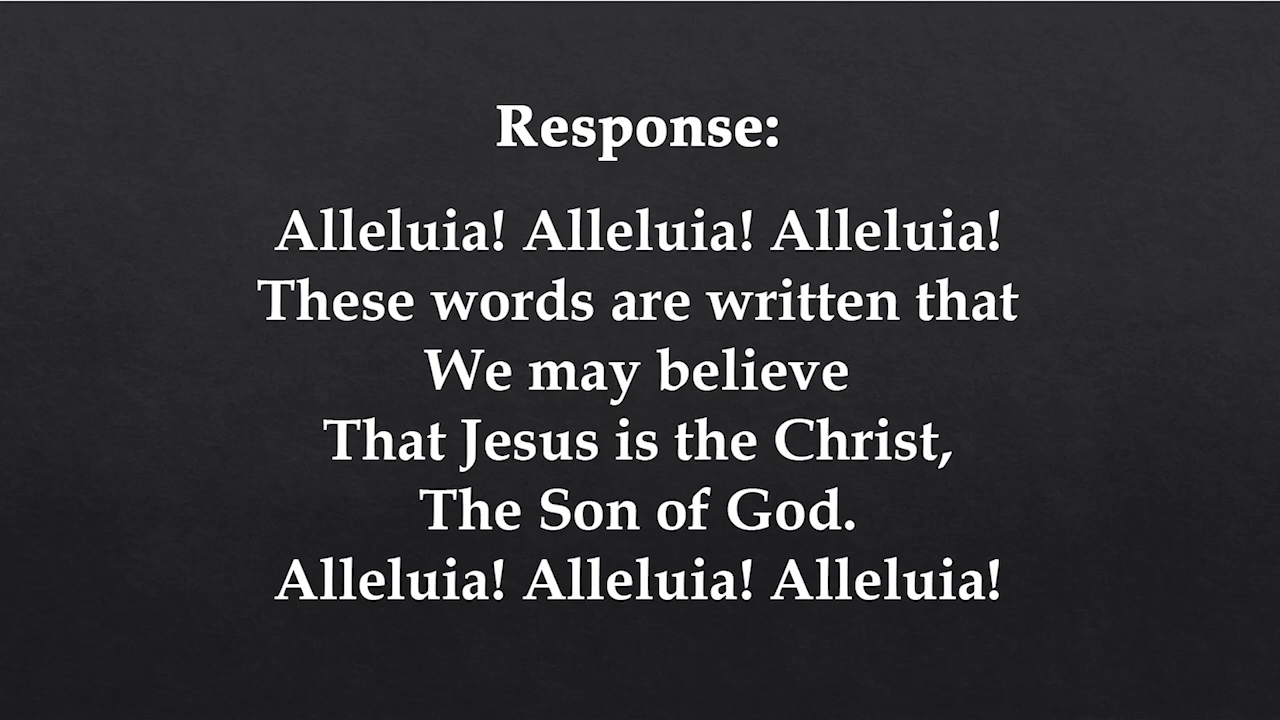 Response:
Alleluia! Alleluia! Alleluia!
These words are written that
We may believe
That Jesus is the Christ,
The Son of God.
Alleluia! Alleluia! Alleluia!